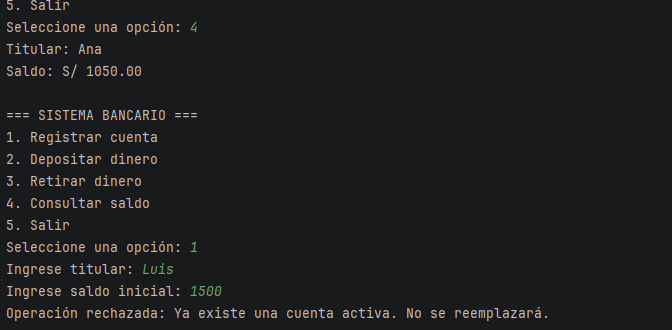 5. Salir
Seleccione una opción: 4
Titular: Ana
Saldo: S/ 1050.00
=== SISTEMA BANCARIO ===
1. Registrar cuenta
2. Depositar dinero
3. Retirar dinero
4. Consultar saldo
5. Salir
Seleccione una opción: 1
Ingrese titular: Luis
Ingrese saldo inicial: 1500
Operación rechazada: Ya existe una cuenta activa. No se reemplazará.